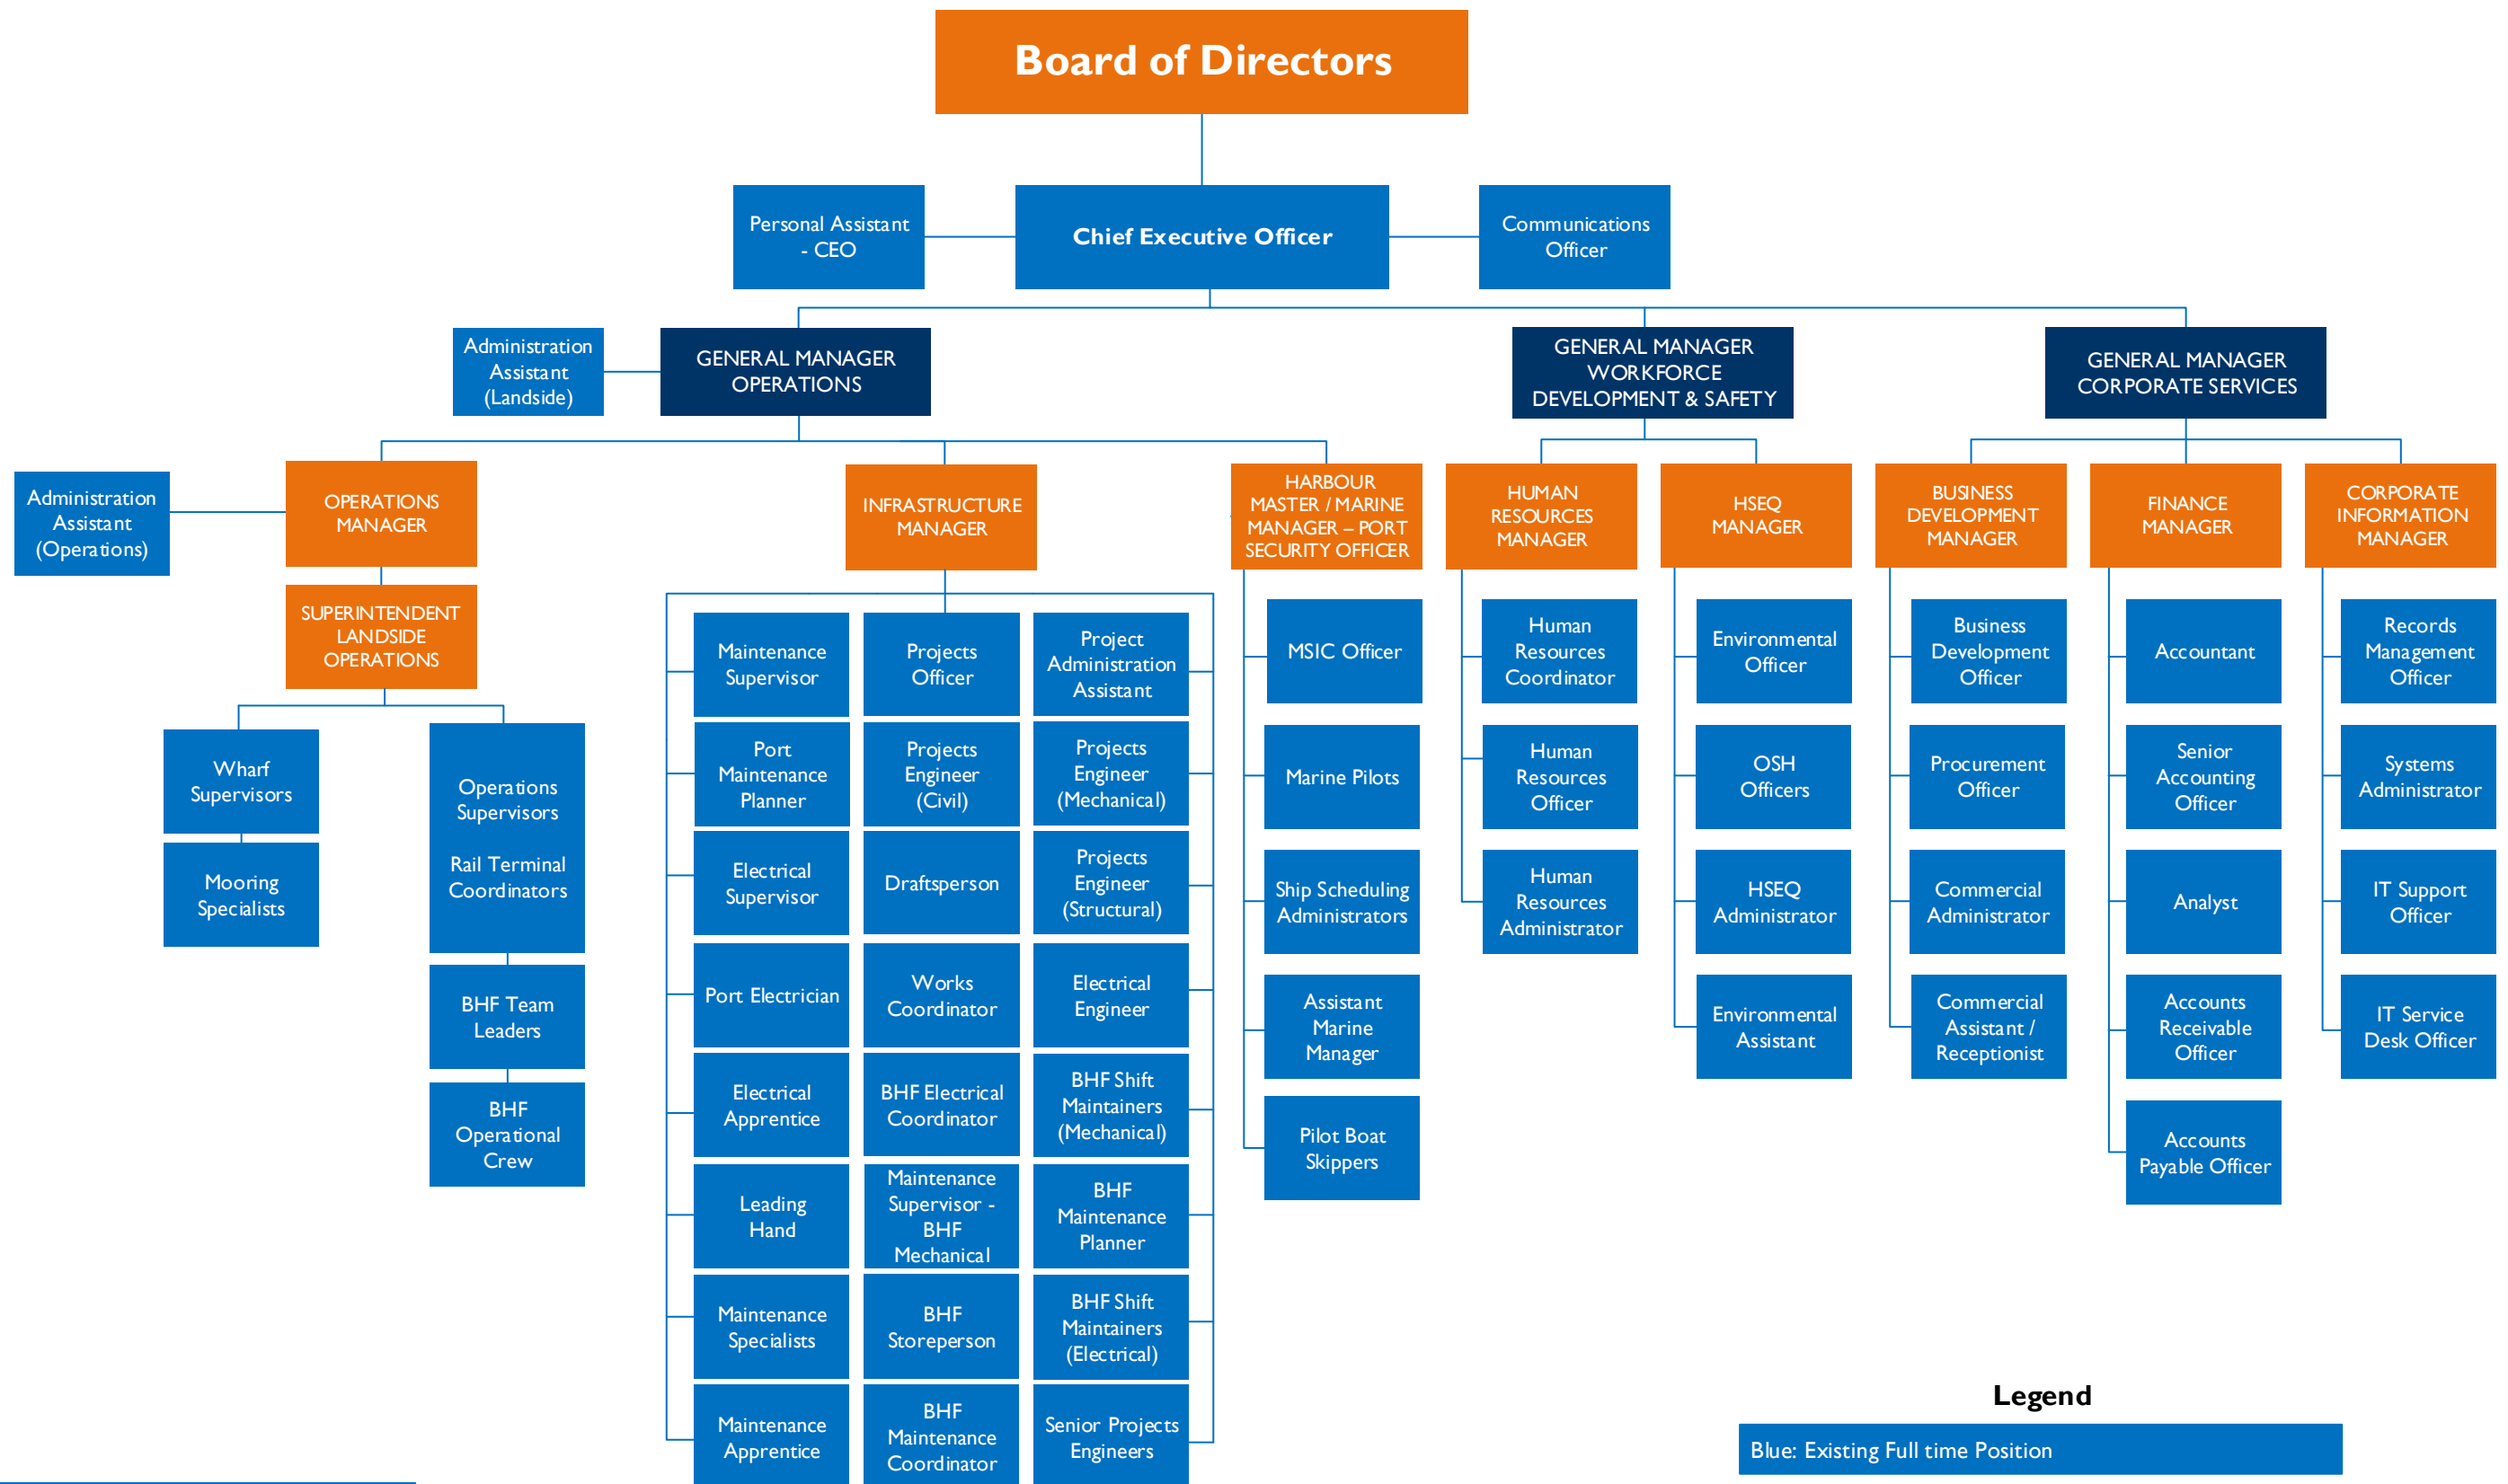 Board of Directors
Personal Assistant
- CEO
Chief Executive Officer
Communications
Officer
Administration
Assistant
(Landside)
GENERAL MANAGER
OPERATIONS
GENERAL MANAGER
WORKFORCE
DEVELOPMENT & SAFETY
GENERAL MANAGER
CORPORATE SERVICES
Administration
Assistant
(Operations)
OPERATIONS
MANAGER
INFRASTRUCTURE
MANAGER
HARBOUR
MASTER / MARINE
MANAGER – PORT
SECURITY OFFICER
HUMAN
RESOURCES
MANAGER
HSEQ
MANAGER
BUSINESS
DEVELOPMENT
MANAGER
FINANCE
MANAGER
CORPORATE
INFORMATION
MANAGER
SUPERINTENDENT
LANDSIDE
OPERATIONS
Wharf
Supervisors
Mooring
Specialists
Operations
Supervisors
Rail Terminal
Coordinators
BHF Team
Leaders
BHF
Operational
Crew
Maintenance
Supervisor
Projects
Officer
Project
Administration
Assistant
Port
Maintenance
Planner
Projects
Engineer
(Civil)
Projects
Engineer
(Mechanical)
Electrical
Supervisor
Draftsperson
Projects
Engineer
(Structural)
Port Electrician
Works
Coordinator
Electrical
Engineer
Electrical
Apprentice
BHF Electrical
Coordinator
BHF Shift
Maintainers
(Mechanical)
Leading
Hand
Maintenance
Supervisor -
BHF
Mechanical
BHF
Maintenance
Planner
Maintenance
Specialists
BHF
Storeperson
BHF Shift
Maintainers
(Electrical)
Maintenance
Apprentice
BHF
Maintenance
Coordinator
Senior Projects
Engineers
MSIC Officer
Marine Pilots
Ship Scheduling
Administrators
Assistant
Marine
Manager
Pilot Boat
Skippers
Human
Resources
Coordinator
Human
Resources
Officer
Human
Resources
Administrator
Environmental
Officer
OSH
Officers
HSEQ
Administrator
Environmental
Assistant
Business
Development
Officer
Procurement
Officer
Commercial
Administrator
Commercial
Assistant /
Receptionist
Accountant
Senior
Accounting
Officer
Analyst
Accounts
Receivable
Officer
Accounts
Payable Officer
Records
Management
Officer
Systems
Administrator
IT Support
Officer
IT Service
Desk Officer
Legend
Blue: Existing Full time Position